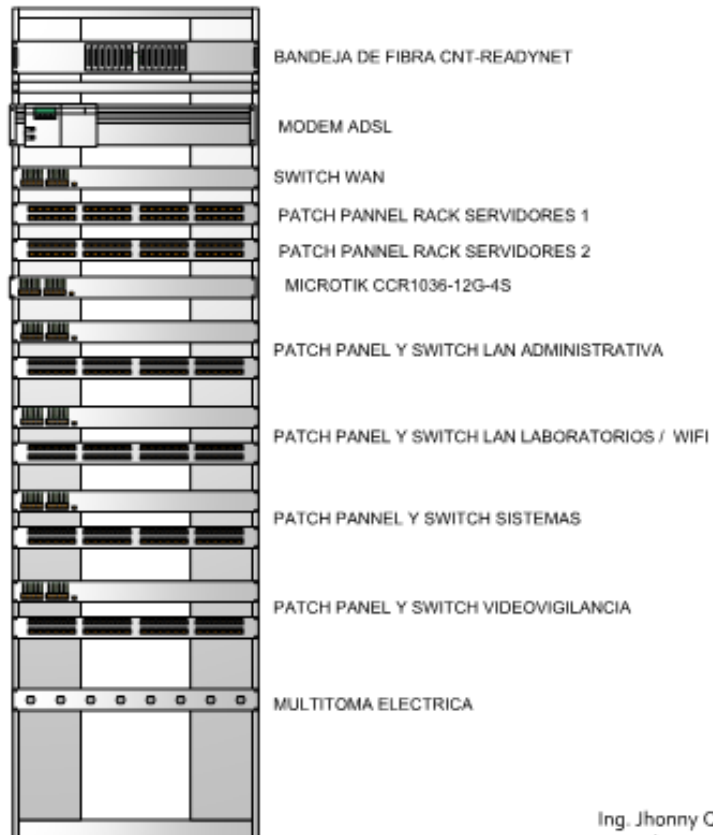 BANDEJA DE FIBRA CNT-READYNET
MODEM ADSL
SWITCH WAN
PATCH PANNEL RACK SERVIDORES 1
PATCH PANNEL RACK SERVIDORES 2
MICROTIK CCR1036-12G-4S
PATCH PANEL Y SWITCH LAN ADMINISTRATIVA
PATCH PANEL Y SWITCH LAN LABORATORIOS / WIFI
PATCH PANNEL Y SWITCH SISTEMAS
PATCH PANEL Y SWITCH VIDEOVIGILANCIA
MULTITOMA ELECTRICA
Ing. Jhonny